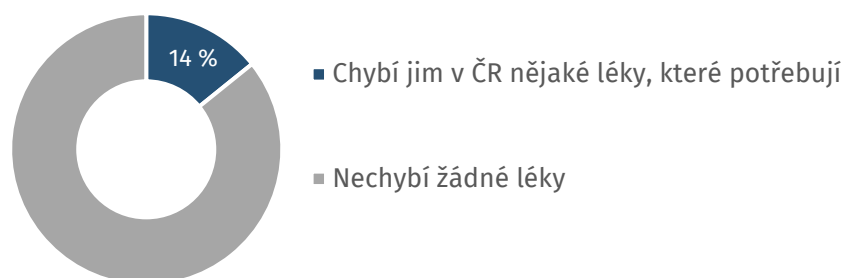 14 %
Chybí jim v ČR nějaké léky, které potřebují
Nechybí žádné léky